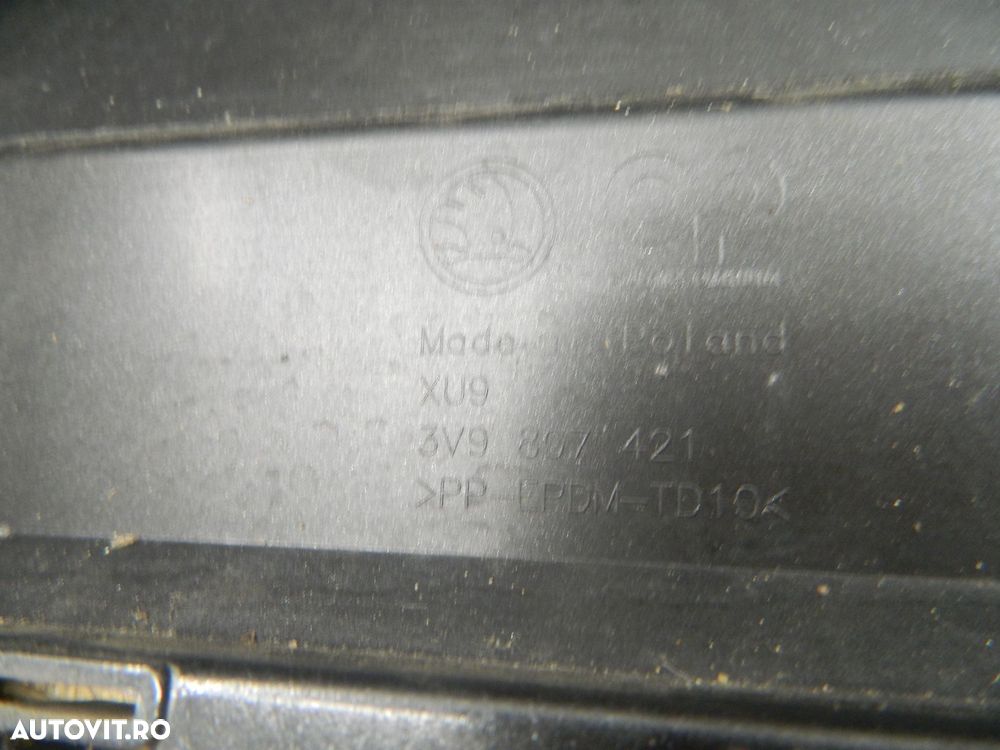 Made in Poland
XU9
3V9 807 421
>PP-EPDM-TD10<
AUTOVIT.RO